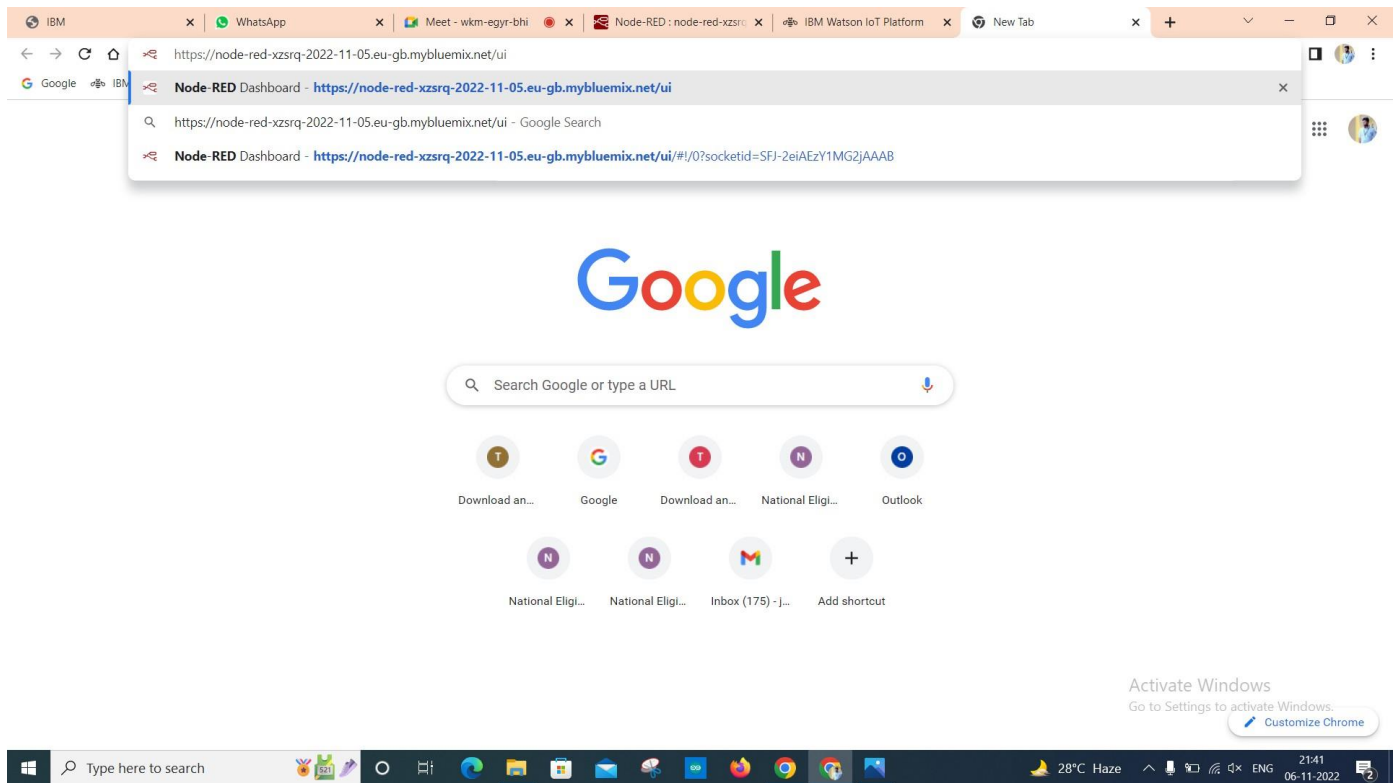 IBM
WhatsApp
Meet - wkm-egyr-bhi
Node-RED : node-red-xzsrq
IBM Watson IoT Platform
New Tab
https://node-red-xzsrq-2022-11-05.eu-gb.mybluemix.net/ui
Google
IBM
Node-RED Dashboard - https://node-red-xzsrq-2022-11-05.eu-gb.mybluemix.net/ui
https://node-red-xzsrq-2022-11-05.eu-gb.mybluemix.net/ui - Google Search
Node-RED Dashboard - https://node-red-xzsrq-2022-11-05.eu-gb.mybluemix.net/ui/#!/0?socketid=SFJ-2eiAEzY1MG2jAAAB
Google
Search Google or type a URL
T
T
N
O
Download an...
Google
Download an...
National Eligi...
Outlook
N
N
National Eligi...
National Eligi...
Inbox (175) - j...
Add shortcut
Activate Windows
Go to Settings to activate Windows.
Customize Chrome
Type here to search
521
28°C Haze
ENG
21:41
06-11-2022
2